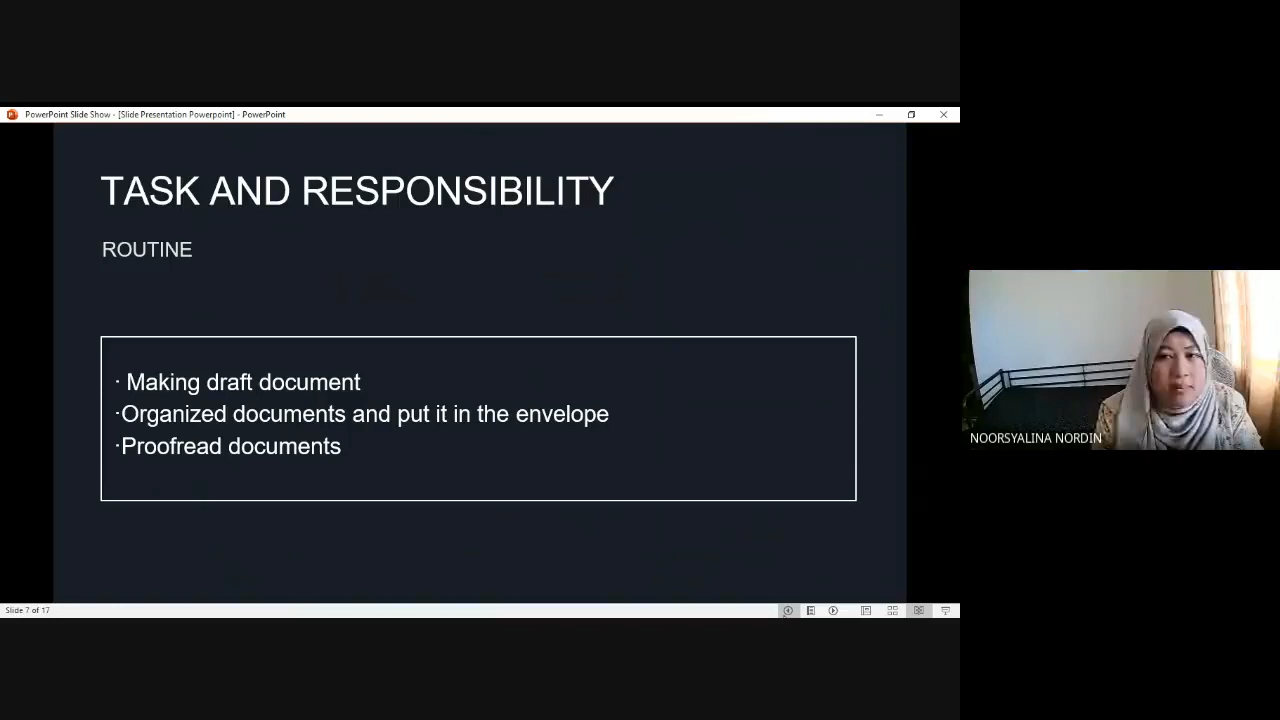 PowerPoint Slide Show - [Slide Presentation Powerpoint] - PowerPoint
TASK AND RESPONSIBILITY
ROUTINE
· Making draft document
·Organized documents and put it in the envelope
·Proofread documents
NOORSYALINA NORDIN
Slide 7 of 17